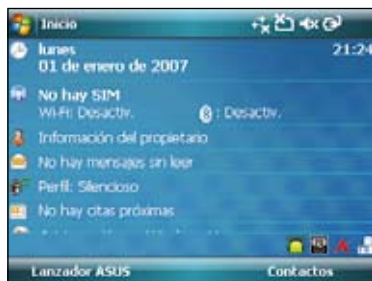 Inicio
lunes
21:24
01 de enero de 2007
No hay SIM
Wi-Fi: Desactiv. : Desactiv.
Información del propietario
No hay mensajes sin leer
Perfil: Silencioso
No hay citas próximas
Lanzador ASUS Contactos